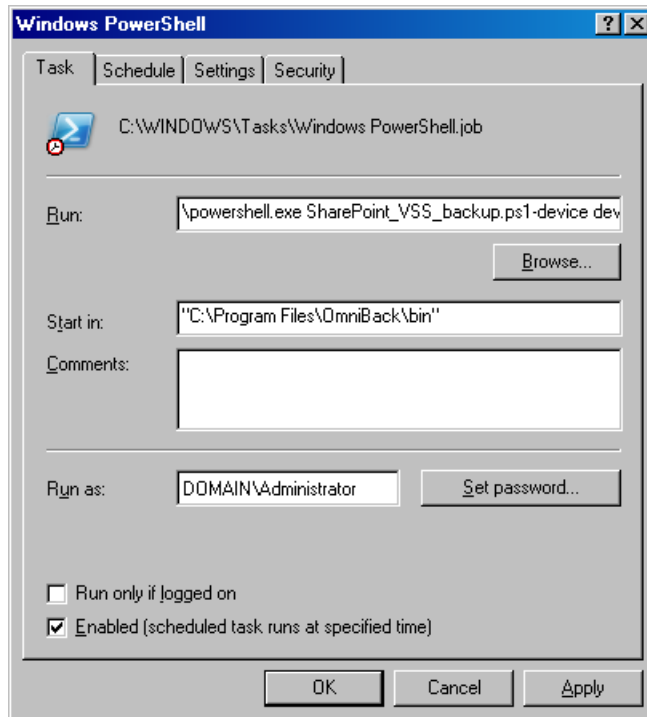 Windows PowerShell
Task Schedule Settings Security
C:\WINDOWS\Tasks\Windows PowerShell.job
Run: \powershell.exe SharePoint_VSS_backup.ps1-device dev
Browse...
Start in: "C:\Program Files\OmniBack\bin"
Comments:
Run as: DOMAIN\Administrator Set password...
Run only if logged on
Enabled (scheduled task runs at specified time)
OK Cancel Apply